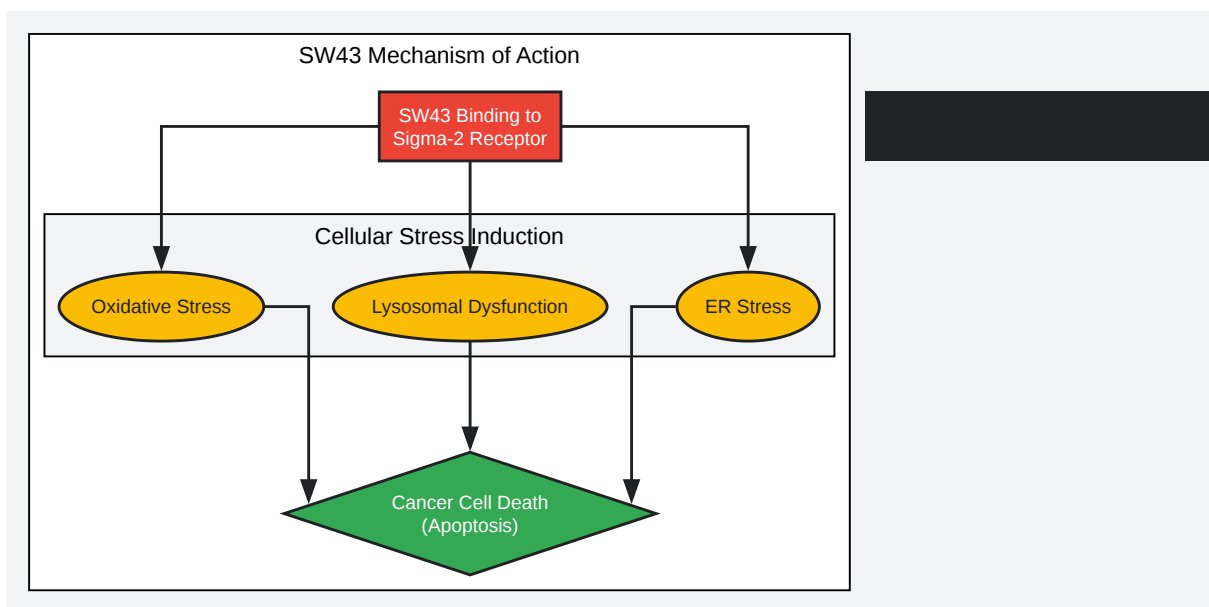 SW43 Mechanism of Action
SW43 Binding to
Sigma-2 Receptor
Cellular Stress Induction
Oxidative Stress
Lysosomal Dysfunction
ER Stress
Cancer Cell Death
(Apoptosis)